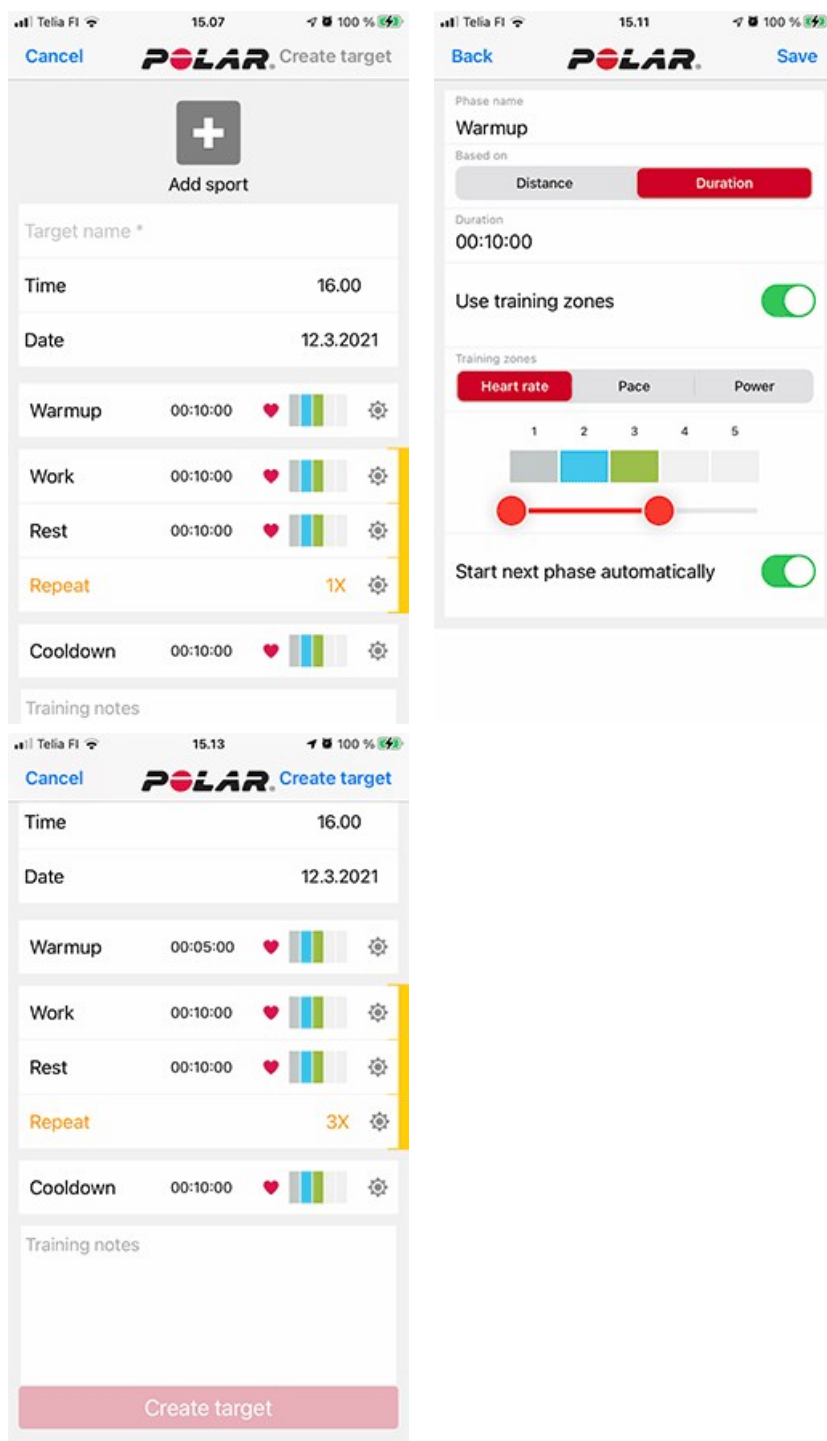 Telia FI 15.07 100 %
Cancel POLAR. Create target
Add sport
Target name *
Time 16.00
Date 12.3.2021
Warmup 00:10:00
Work 00:10:00
Rest 00:10:00
Repeat 1X
Cooldown 00:10:00
Training notes
Telia FI 15.11 100 %
Back POLAR. Save
Phase name
Warmup
Based on
Distance Duration
Duration
00:10:00
Use training zones
Training zones
Heart rate Pace Power
1 2 3 4 5
Start next phase automatically
Telia FI 15.13 100 %
Cancel POLAR. Create target
Time 16.00
Date 12.3.2021
Warmup 00:05:00
Work 00:10:00
Rest 00:10:00
Repeat 3X
Cooldown 00:10:00
Training notes
Create target